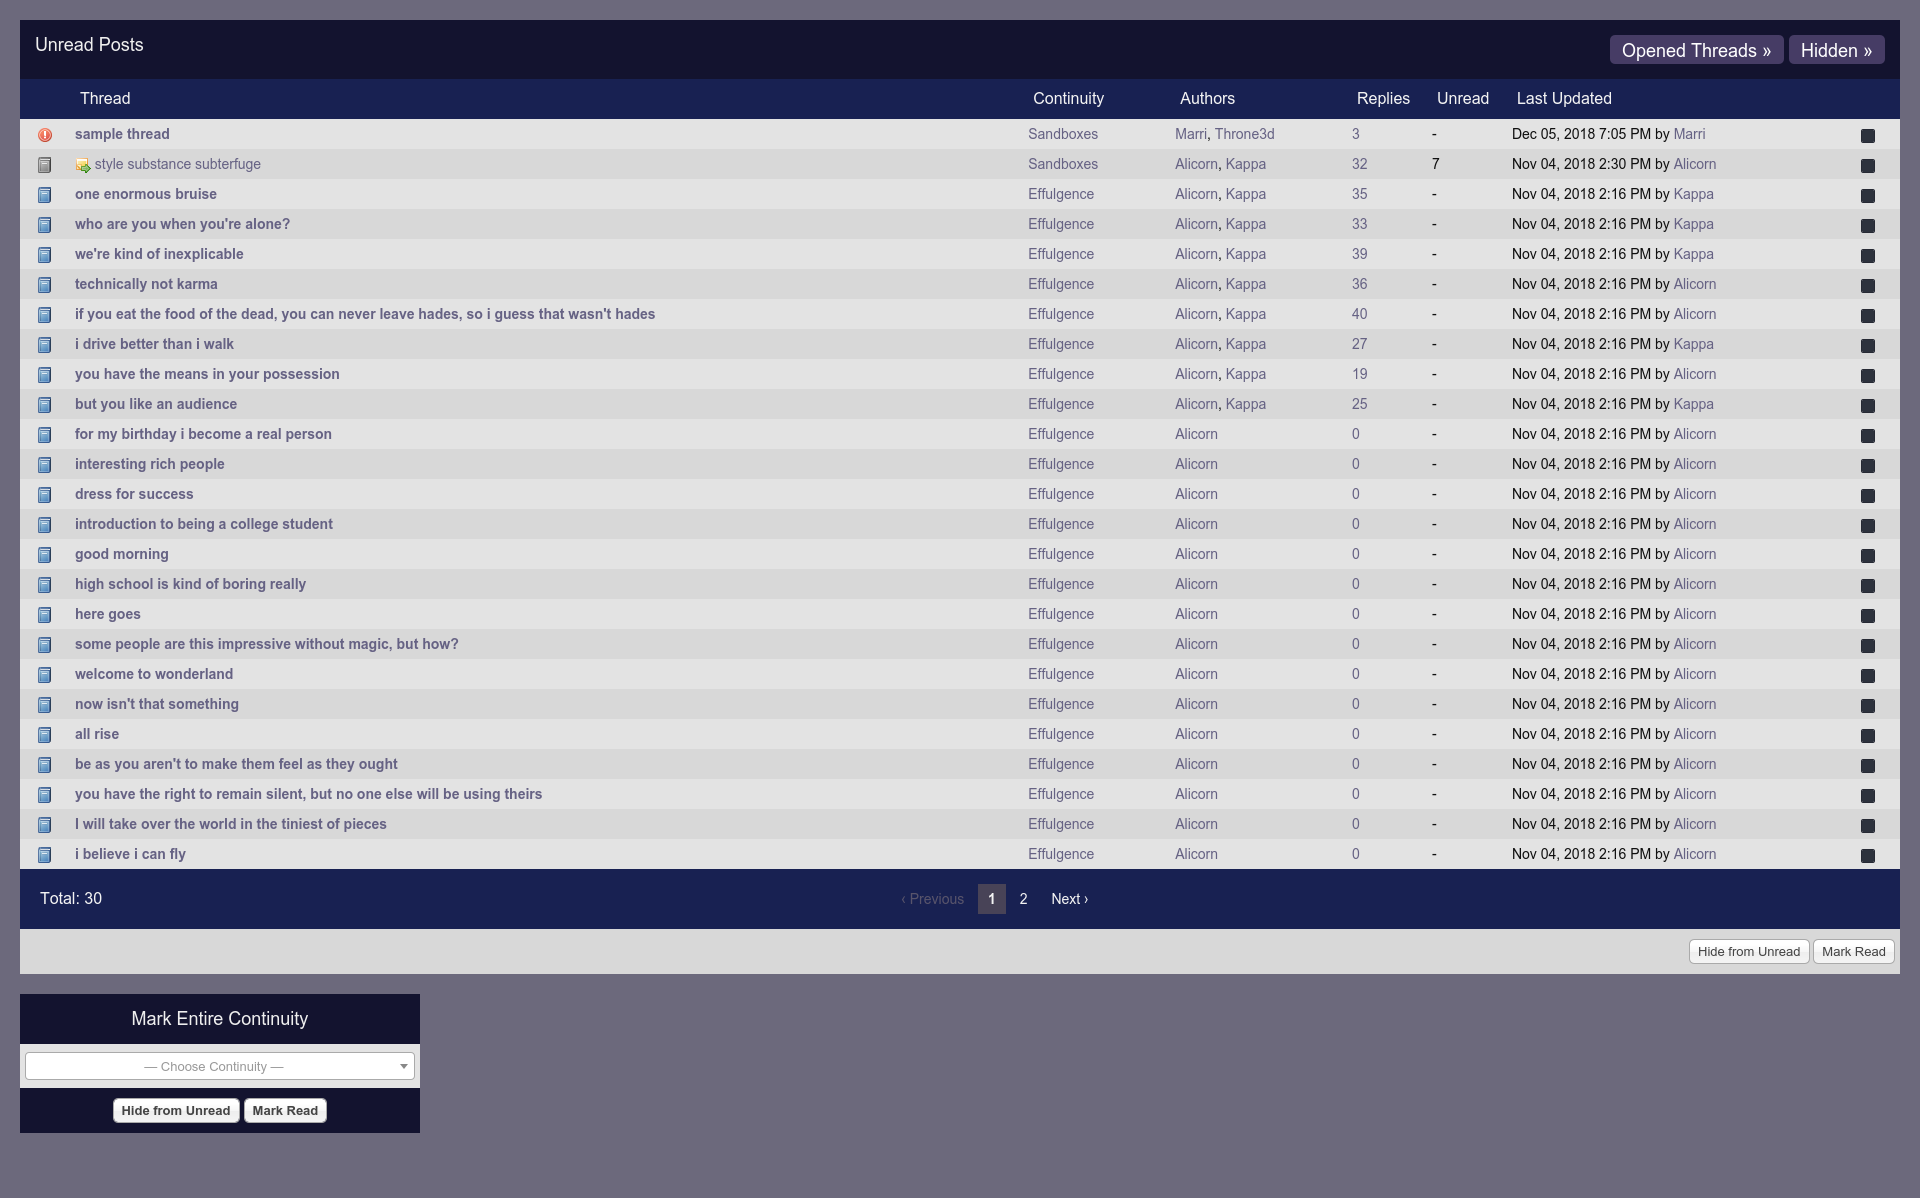 Unread Posts Opened Threads » Hidden »
Thread Continuity Authors Replies Unread Last Updated
sample thread Sandboxes Marri, Throne3d 3 - Dec 05, 2018 7:05 PM by Marri
style substance subterfuge Sandboxes Alicorn, Kappa 32 7 Nov 04, 2018 2:30 PM by Alicorn
one enormous bruise Effulgence Alicorn, Kappa 35 - Nov 04, 2018 2:16 PM by Kappa
who are you when you're alone? Effulgence Alicorn, Kappa 33 - Nov 04, 2018 2:16 PM by Kappa
we're kind of inexplicable Effulgence Alicorn, Kappa 39 - Nov 04, 2018 2:16 PM by Kappa
technically not karma Effulgence Alicorn, Kappa 36 - Nov 04, 2018 2:16 PM by Alicorn
if you eat the food of the dead, you can never leave hades, so i guess that wasn't hades Effulgence Alicorn, Kappa 40 - Nov 04, 2018 2:16 PM by Alicorn
i drive better than i walk Effulgence Alicorn, Kappa 27 - Nov 04, 2018 2:16 PM by Kappa
you have the means in your possession Effulgence Alicorn, Kappa 19 - Nov 04, 2018 2:16 PM by Alicorn
but you like an audience Effulgence Alicorn, Kappa 25 - Nov 04, 2018 2:16 PM by Kappa
for my birthday i become a real person Effulgence Alicorn 0 - Nov 04, 2018 2:16 PM by Alicorn
interesting rich people Effulgence Alicorn 0 - Nov 04, 2018 2:16 PM by Alicorn
dress for success Effulgence Alicorn 0 - Nov 04, 2018 2:16 PM by Alicorn
introduction to being a college student Effulgence Alicorn 0 - Nov 04, 2018 2:16 PM by Alicorn
good morning Effulgence Alicorn 0 - Nov 04, 2018 2:16 PM by Alicorn
high school is kind of boring really Effulgence Alicorn 0 - Nov 04, 2018 2:16 PM by Alicorn
here goes Effulgence Alicorn 0 - Nov 04, 2018 2:16 PM by Alicorn
some people are this impressive without magic, but how? Effulgence Alicorn 0 - Nov 04, 2018 2:16 PM by Alicorn
welcome to wonderland Effulgence Alicorn 0 - Nov 04, 2018 2:16 PM by Alicorn
now isn't that something Effulgence Alicorn 0 - Nov 04, 2018 2:16 PM by Alicorn
all rise Effulgence Alicorn 0 - Nov 04, 2018 2:16 PM by Alicorn
be as you aren't to make them feel as they ought Effulgence Alicorn 0 - Nov 04, 2018 2:16 PM by Alicorn
you have the right to remain silent, but no one else will be using theirs Effulgence Alicorn 0 - Nov 04, 2018 2:16 PM by Alicorn
I will take over the world in the tiniest of pieces Effulgence Alicorn 0 - Nov 04, 2018 2:16 PM by Alicorn
i believe i can fly Effulgence Alicorn 0 - Nov 04, 2018 2:16 PM by Alicorn
Total: 30 ‹ Previous 1 2 Next ›
Hide from Unread Mark Read
Mark Entire Continuity
— Choose Continuity —
Hide from Unread Mark Read